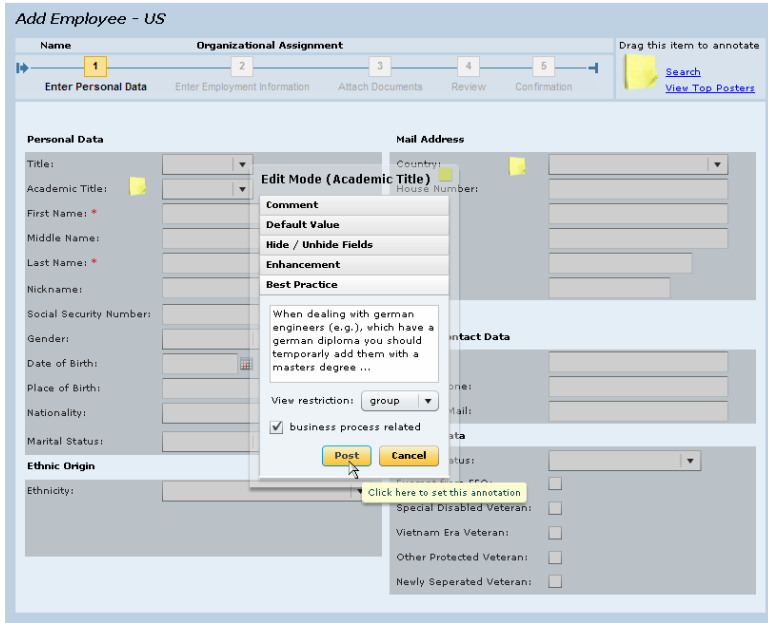 Add Employee - US
Name
Organizational Assignment
Drag this item to annotate
1
2
3
4
5
Search
View Top Posters
Enter Personal Data
Enter Employment Information
Attach Documents
Review
Confirmation
Personal Data
Title:
Academic Title:
First Name: *
Middle Name:
Last Name: *
Nickname:
Social Security Number:
Gender:
Date of Birth:
Place of Birth:
Nationality:
Marital Status:
Ethnic Origin
Ethnicity:
Edit Mode (Academic Title)
Comment
Default Value
Hide / Unhide Fields
Enhancement
Best Practice
When dealing with german
engineers (e.g.), which have a
german diploma you should
temporarly add them with a
masters degree ...
View restriction:
group
business process related
Post
Cancel
Click here to set this annotation
Mail Address
Country:
House Number:
ntact Data
one:
Mail:
ata
atus:
Special Disabled Veteran:
Vietnam Era Veteran:
Other Protected Veteran:
Newly Seperated Veteran: